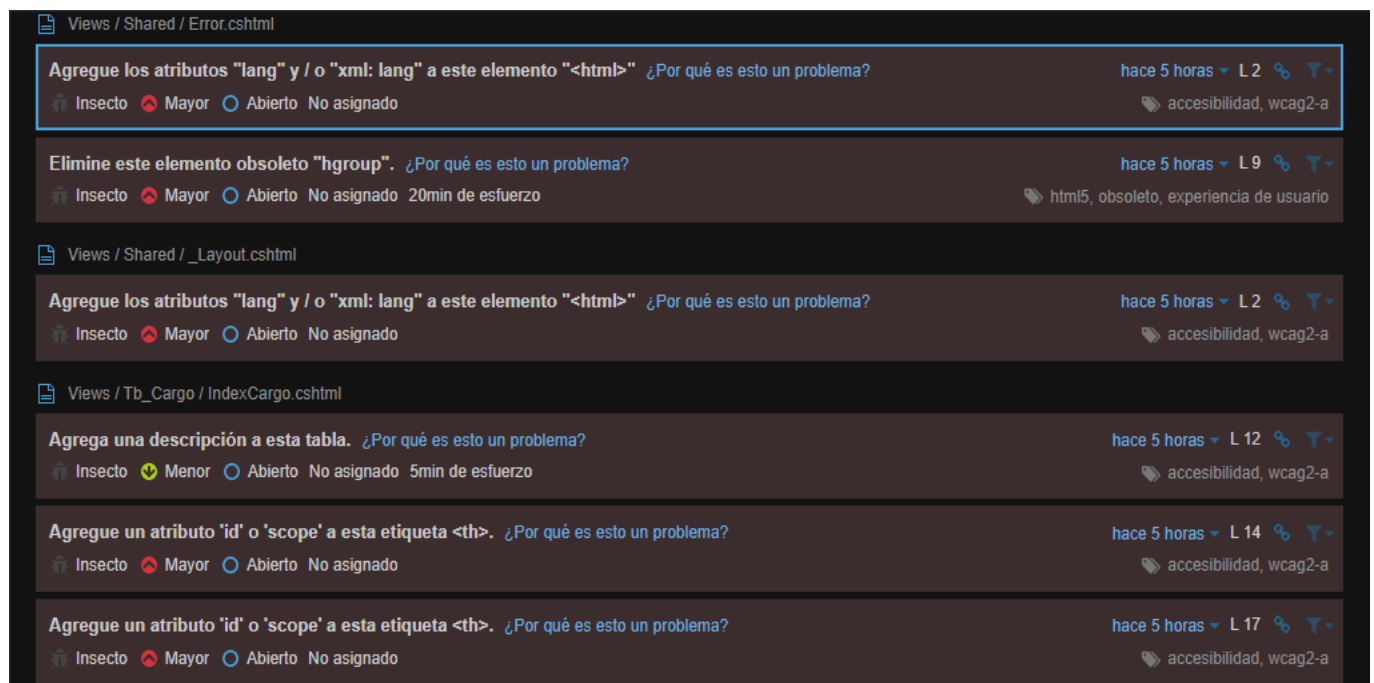 Views / Shared / Error.cshtml
Agregue los atributos "lang" y / o "xml: lang" a este elemento "<html>" ¿Por qué es esto un problema? hace 5 horas L 2
Insecto Mayor Abierto No asignado accesibilidad, wcag2-a
Elimine este elemento obsoleto "hgroup". ¿Por qué es esto un problema? hace 5 horas L 9
Insecto Mayor Abierto No asignado 20min de esfuerzo html5, obsoleto, experiencia de usuario
Views / Shared / _Layout.cshtml
Agregue los atributos "lang" y / o "xml: lang" a este elemento "<html>" ¿Por qué es esto un problema? hace 5 horas L 2
Insecto Mayor Abierto No asignado accesibilidad, wcag2-a
Views / Tb_Cargo / IndexCargo.cshtml
Agrega una descripción a esta tabla. ¿Por qué es esto un problema? hace 5 horas L 12
Insecto Menor Abierto No asignado 5min de esfuerzo accesibilidad, wcag2-a
Agregue un atributo 'id' o 'scope' a esta etiqueta <th>. ¿Por qué es esto un problema? hace 5 horas L 14
Insecto Mayor Abierto No asignado accesibilidad, wcag2-a
Agregue un atributo 'id' o 'scope' a esta etiqueta <th>. ¿Por qué es esto un problema? hace 5 horas L 17
Insecto Mayor Abierto No asignado accesibilidad, wcag2-a